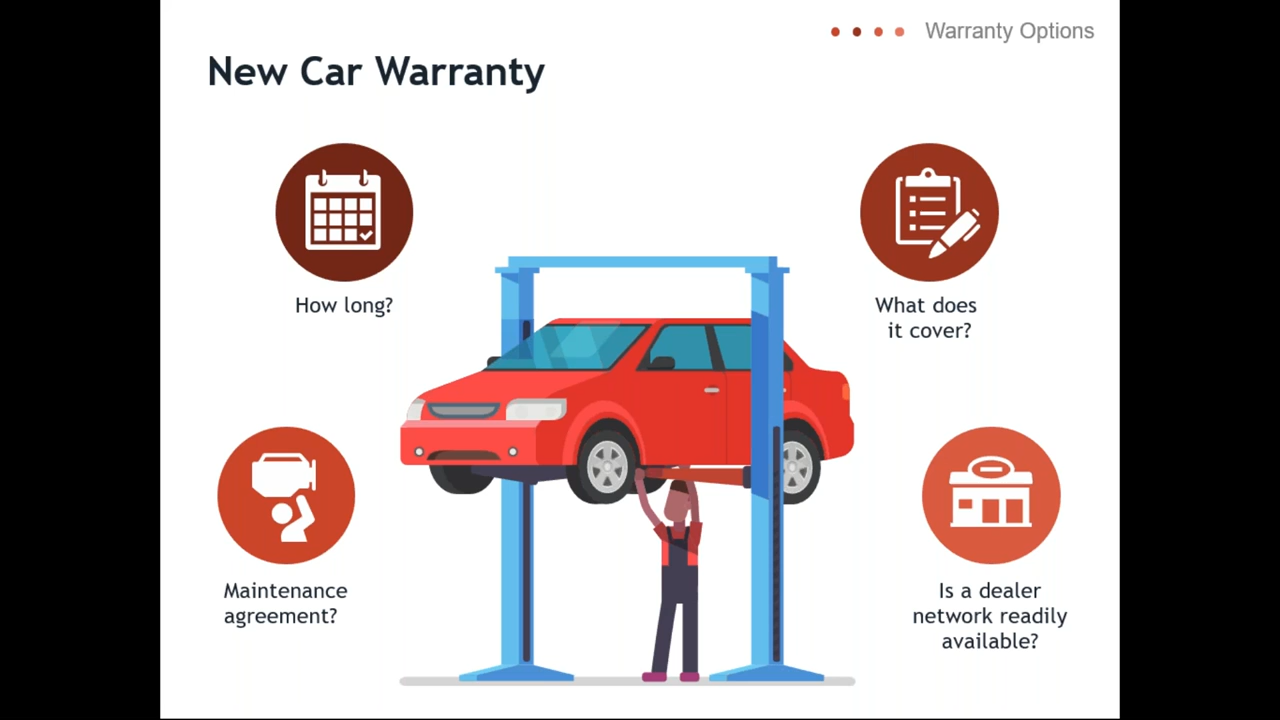 Warranty Options
New Car Warranty
How long?
What does
it cover?
Maintenance
agreement?
Is a dealer
network readily
available?